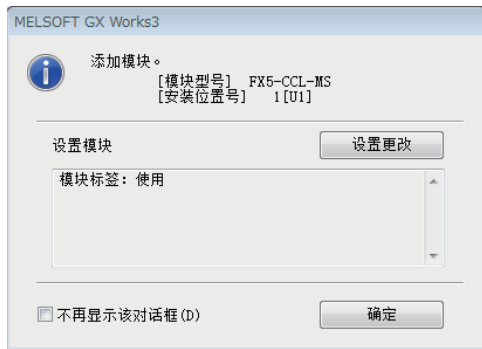 MELSOFT GX Works3
添加模块。
[模块型号] FX5-CCL-MS
[安装位置号] 1[U1]
设置模块
设置更改
模块标签：使用
不再显示该对话框(D)
确定